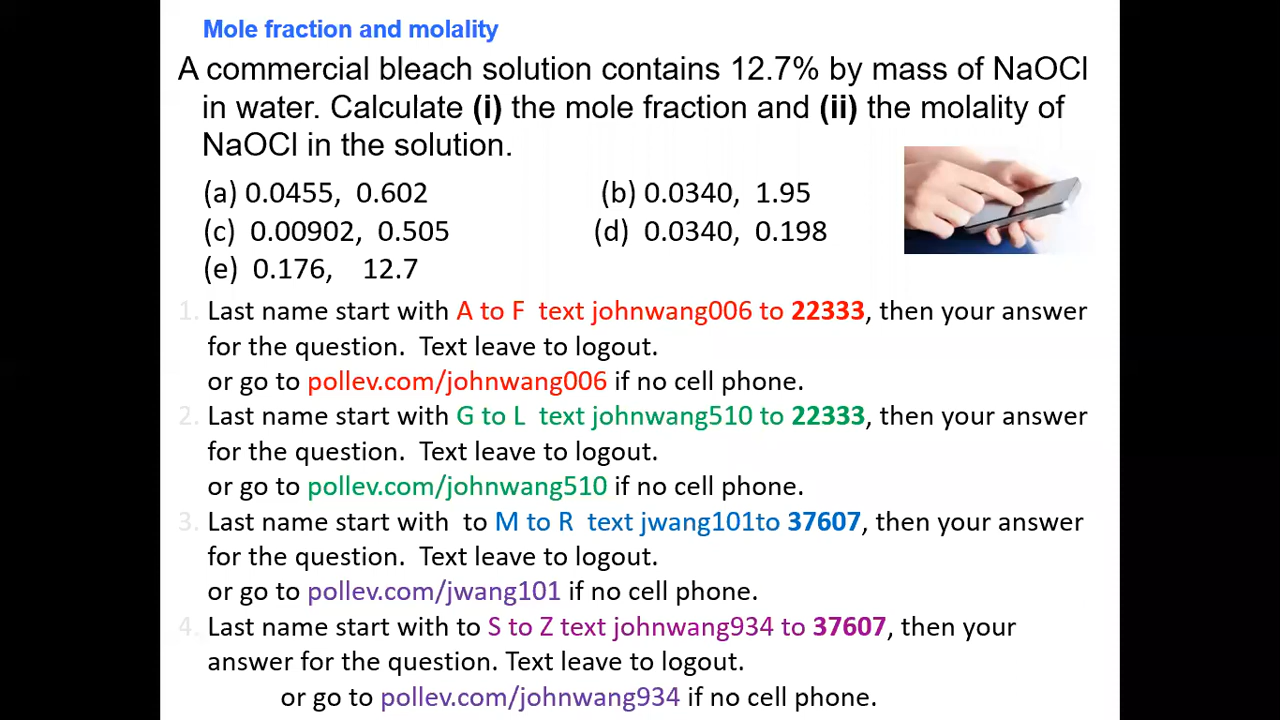 Mole fraction and molality
A commercial bleach solution contains 12.7% by mass of NaOCl
in water. Calculate (i) the mole fraction and (ii) the molality of
NaOCl in the solution.
(a) 0.0455, 0.602 (b) 0.0340, 1.95
(c) 0.00902, 0.505 (d) 0.0340, 0.198
(e) 0.176, 12.7
1. Last name start with A to F text johnwang006 to 22333, then your answer
for the question. Text leave to logout.
or go to pollev.com/johnwang006 if no cell phone.
2. Last name start with G to L text johnwang510 to 22333, then your answer
for the question. Text leave to logout.
or go to pollev.com/johnwang510 if no cell phone.
3. Last name start with to M to R text jwang101to 37607, then your answer
for the question. Text leave to logout.
or go to pollev.com/jwang101 if no cell phone.
4. Last name start with to S to Z text johnwang934 to 37607, then your
answer for the question. Text leave to logout.
or go to pollev.com/johnwang934 if no cell phone.